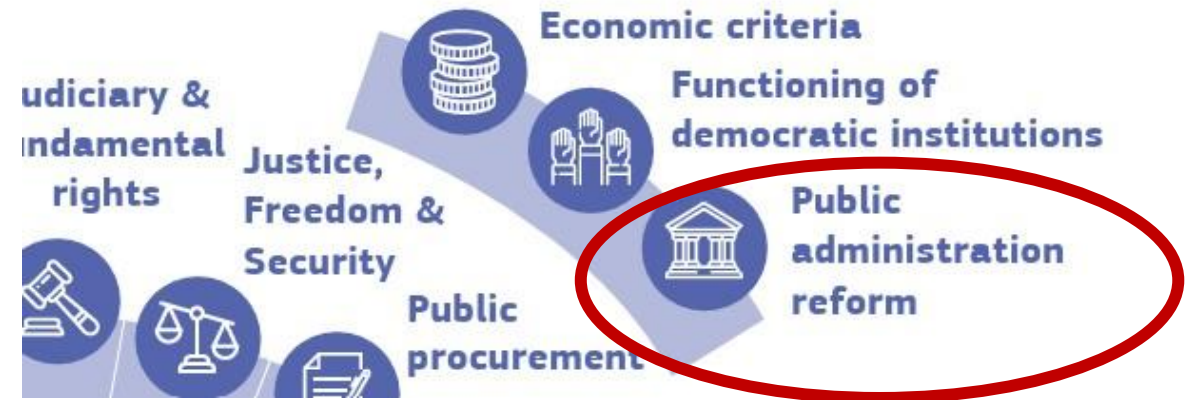 Economic criteria
Functioning of
democratic institutions
Public
administration
reform
udiciary &
ndamental
rights
Justice,
Freedom &
Security
Public
procurement